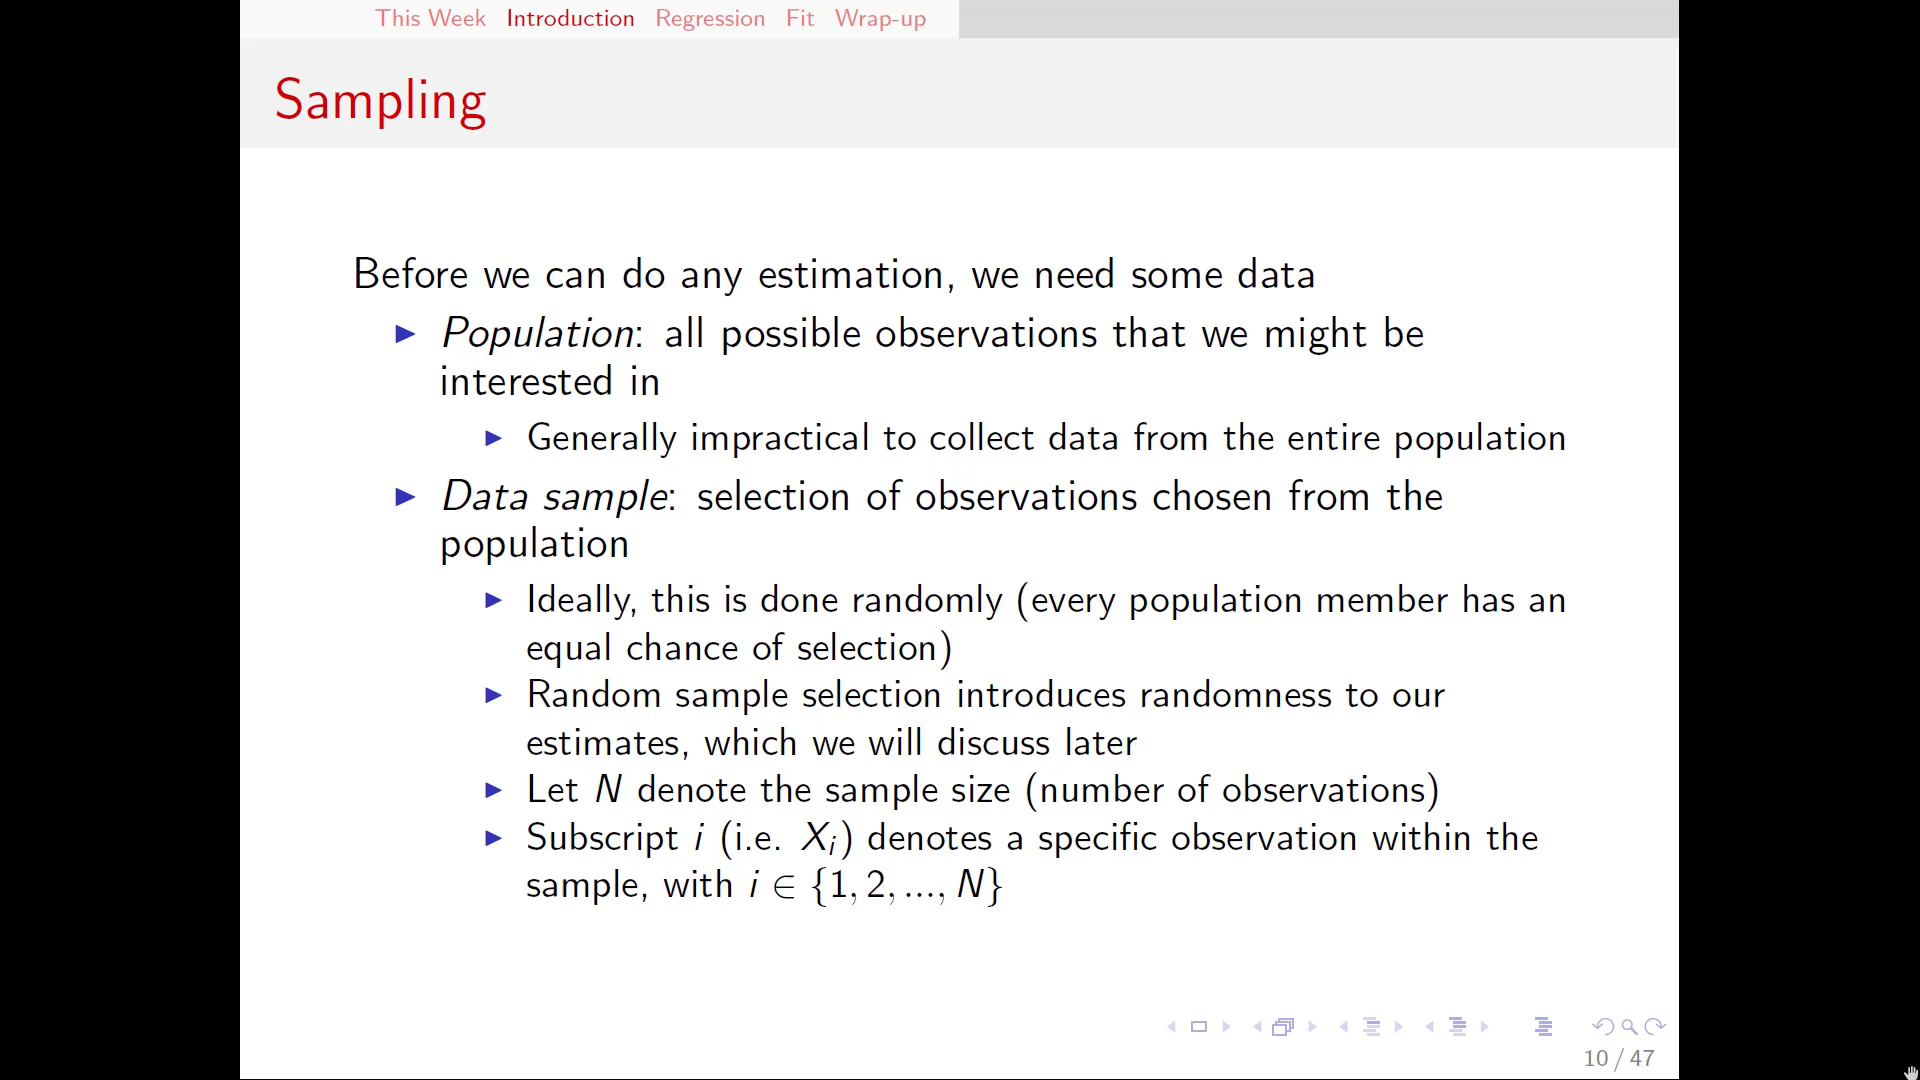 This Week Introduction Regression Fit Wrap-up
Sampling
Before we can do any estimation, we need some data
Population: all possible observations that we might be
interested in
Generally impractical to collect data from the entire population
Data sample: selection of observations chosen from the
population
Ideally, this is done randomly (every population member has an
equal chance of selection)
Random sample selection introduces randomness to our
estimates, which we will discuss later
Let N denote the sample size (number of observations)
Subscript i (i.e. Xᵢ) denotes a specific observation within the
sample, with i ∈ {1, 2, ..., N}
10 / 47